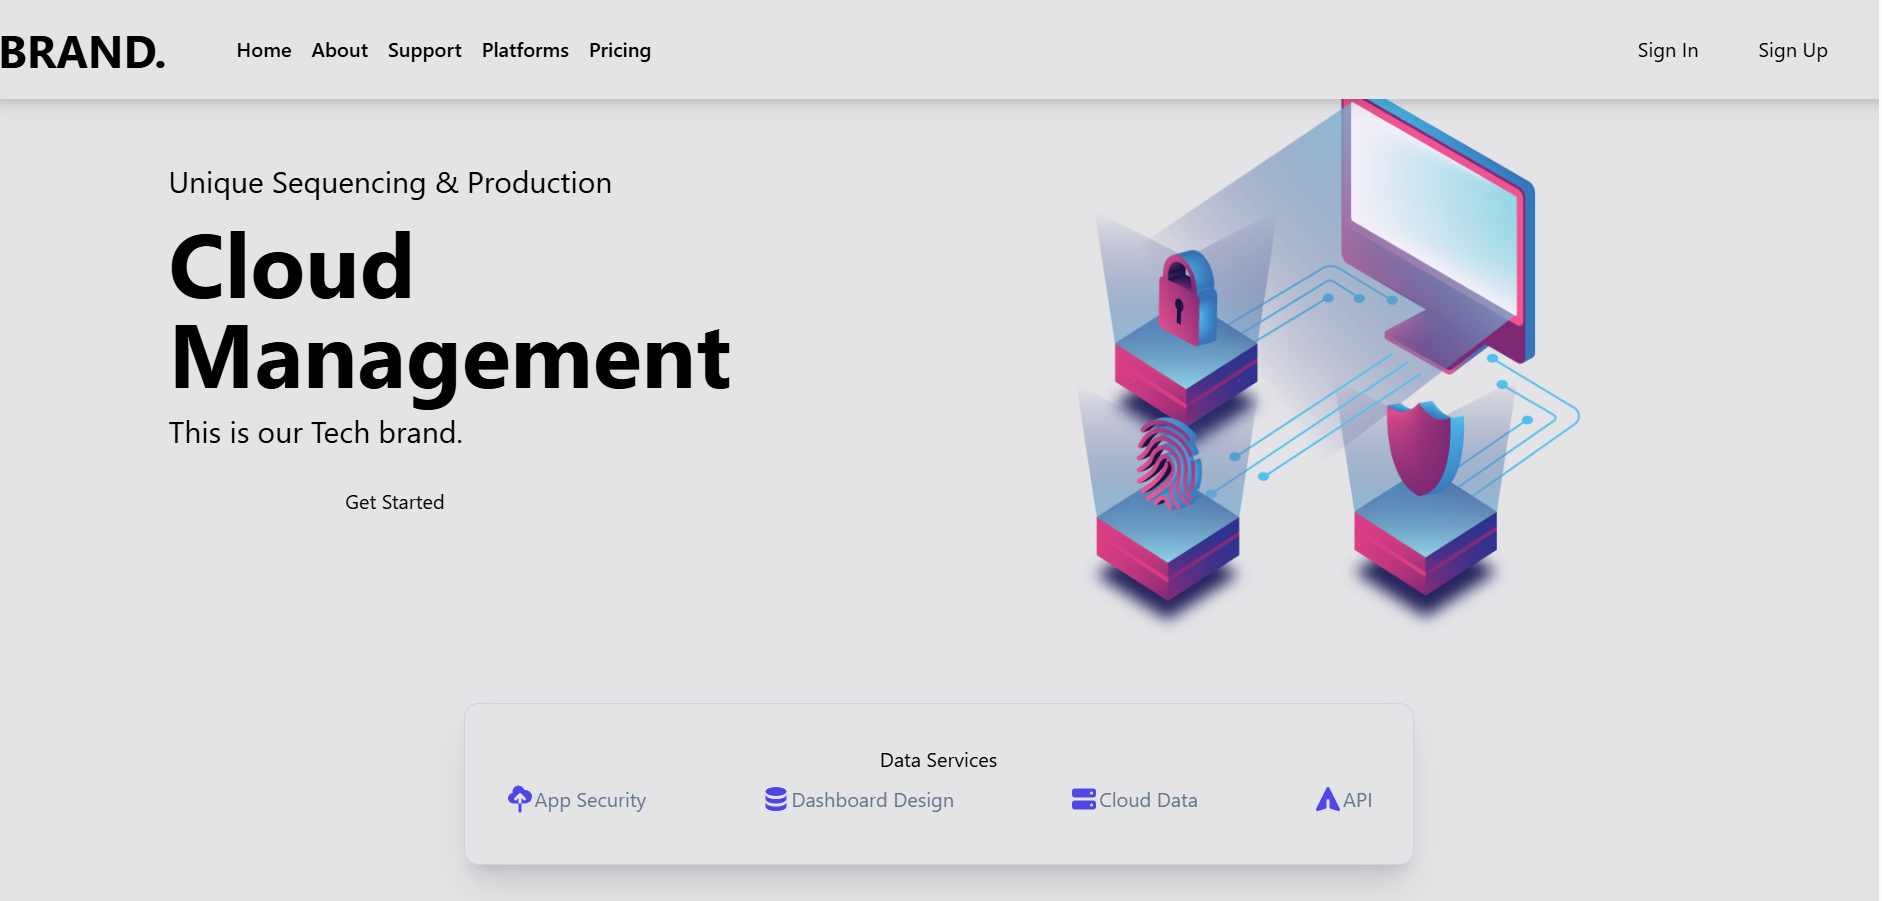 BRAND.
Home About Support Platforms Pricing
Sign In Sign Up
Unique Sequencing & Production
Cloud
Management
This is our Tech brand.
Get Started
Data Services
App Security Dashboard Design Cloud Data API